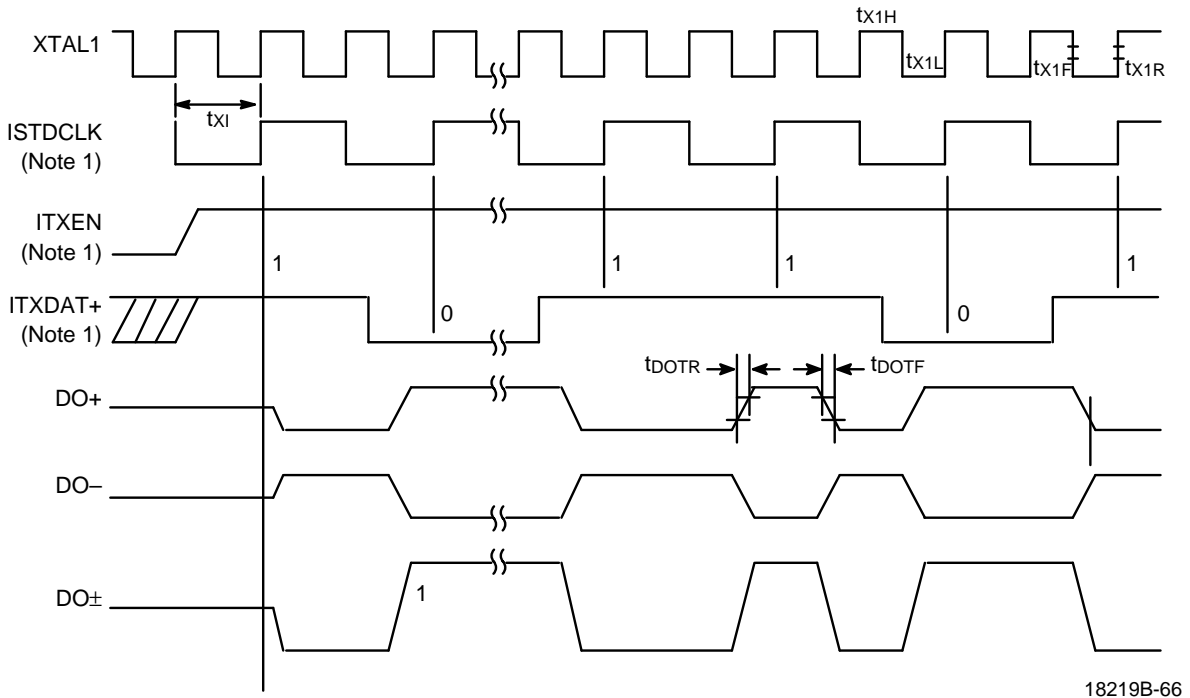 tX1H
XTAL1
tX1L
tX1F
tX1R
tXI
ISTDCLK
(Note 1)
ITXEN
(Note 1)
1
1
1
1
ITXDAT+
(Note 1)
0
0
tDOTR
tDOTF
DO+
DO–
DO±
1
18219B-66